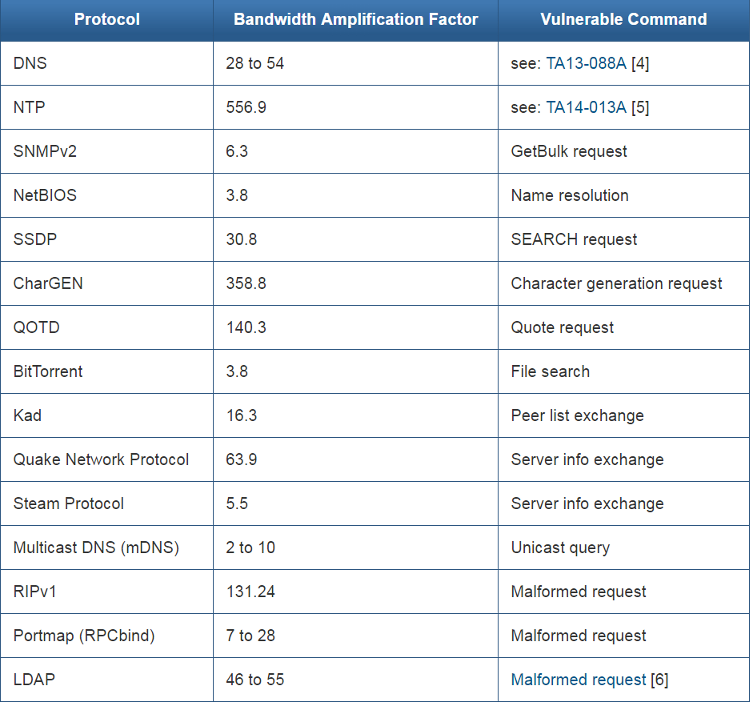 Protocol Bandwidth Amplification Factor Vulnerable Command
DNS 28 to 54 see: TA13-088A [4]
NTP 556.9 see: TA14-013A [5]
SNMPv2 6.3 GetBulk request
NetBIOS 3.8 Name resolution
SSDP 30.8 SEARCH request
CharGEN 358.8 Character generation request
QOTD 140.3 Quote request
BitTorrent 3.8 File search
Kad 16.3 Peer list exchange
Quake Network Protocol 63.9 Server info exchange
Steam Protocol 5.5 Server info exchange
Multicast DNS (mDNS) 2 to 10 Unicast query
RIPv1 131.24 Malformed request
Portmap (RPCbind) 7 to 28 Malformed request
LDAP 46 to 55 Malformed request [6]